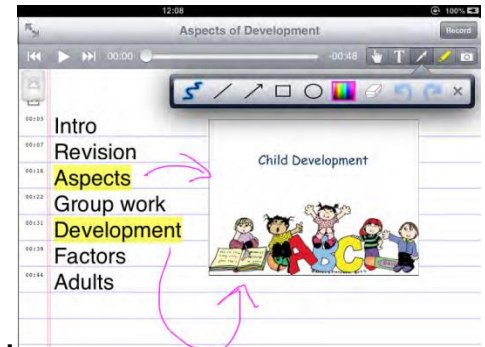 12:08
100%
Aspects of Development
Record
00:00
-00:48
T
00:03
Intro
00:07
Revision
00:16
Aspects
00:22
Group work
00:31
Development
00:39
Factors
00:44
Adults
Child Development
ABC